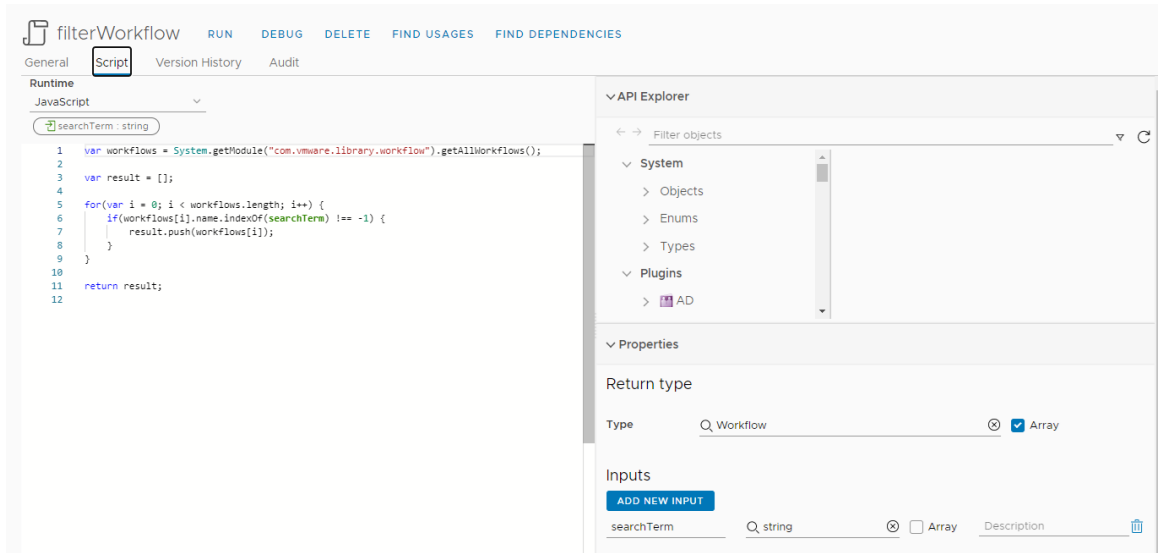 filterWorkflow RUN DEBUG DELETE FIND USAGES FIND DEPENDENCIES
General Script Version History Audit
Runtime
JavaScript
searchTerm : string
1 var workflows = System.getModule("com.vmware.library.workflow").getAllWorkflows();
2
3 var result = [];
4
5 for(var i = 0; i < workflows.length; i++) {
6 if(workflows[i].name.indexOf(searchTerm) !== -1) {
7 result.push(workflows[i]);
8 }
9 }
10
11 return result;
12
API Explorer
Filter objects
System
Objects
Enums
Types
Plugins
AD
Properties
Return type
Type Workflow Array
Inputs
ADD NEW INPUT
searchTerm string Array Description